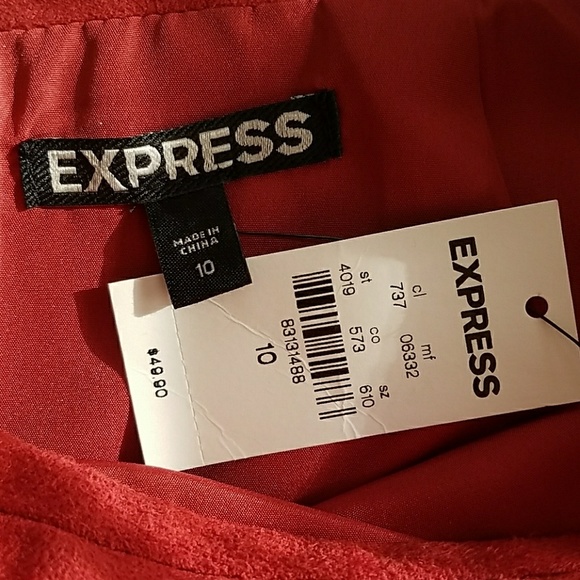 EXPRESS
MADE IN
CHINA
10
EXPRESS
cl mf
737 06332
st co sz
4019 573 610
83131488
10
$49.90